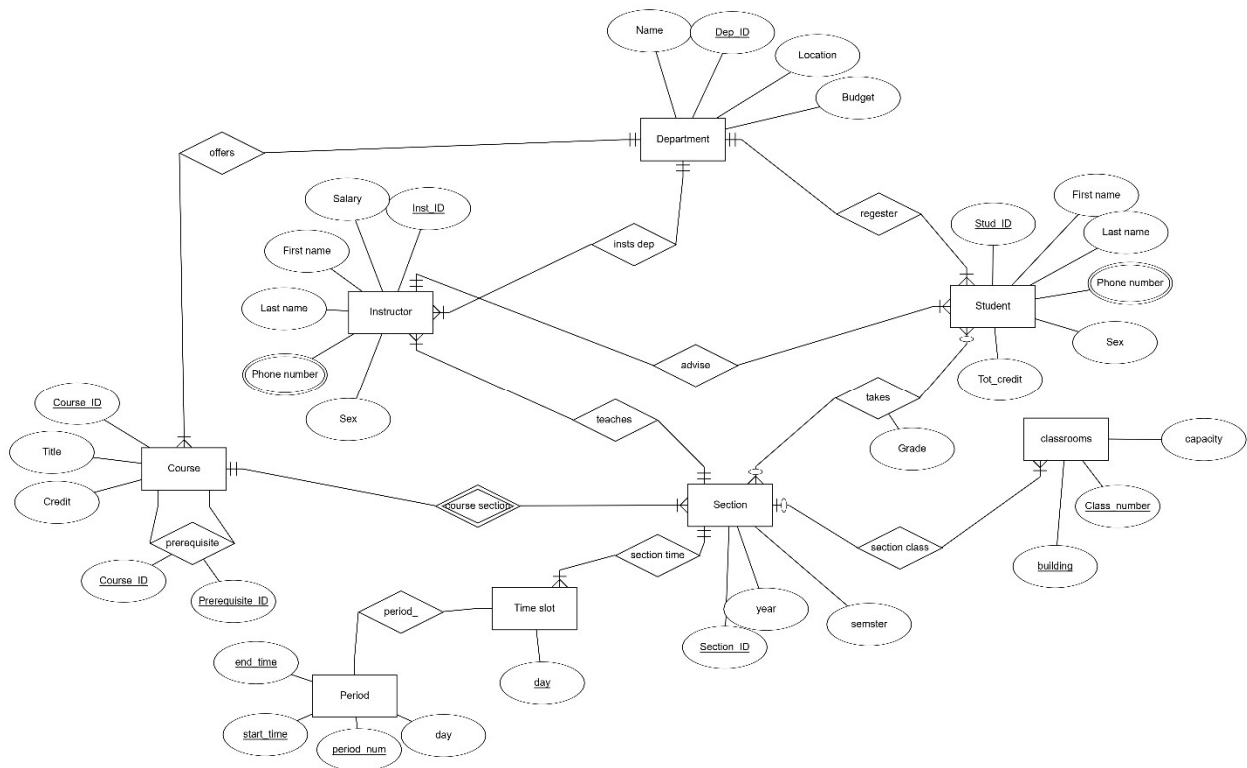 Name
Dep_ID
Location
Budget
Department
offers
Salary
Inst_ID
First name
Last name
Instructor
Phone number
Sex
insts dep
regester
Stud_ID
First name
Last name
Phone number
Student
Sex
Tot_credit
advise
takes
Grade
teaches
Course_ID
Title
Course
Credit
prerequisite
Course_ID
Prerequisite_ID
course section
Section
section time
year
semster
Section_ID
classrooms
capacity
Class_number
section class
building
period_
Time slot
day
end_time
Period
start_time
period_num
day